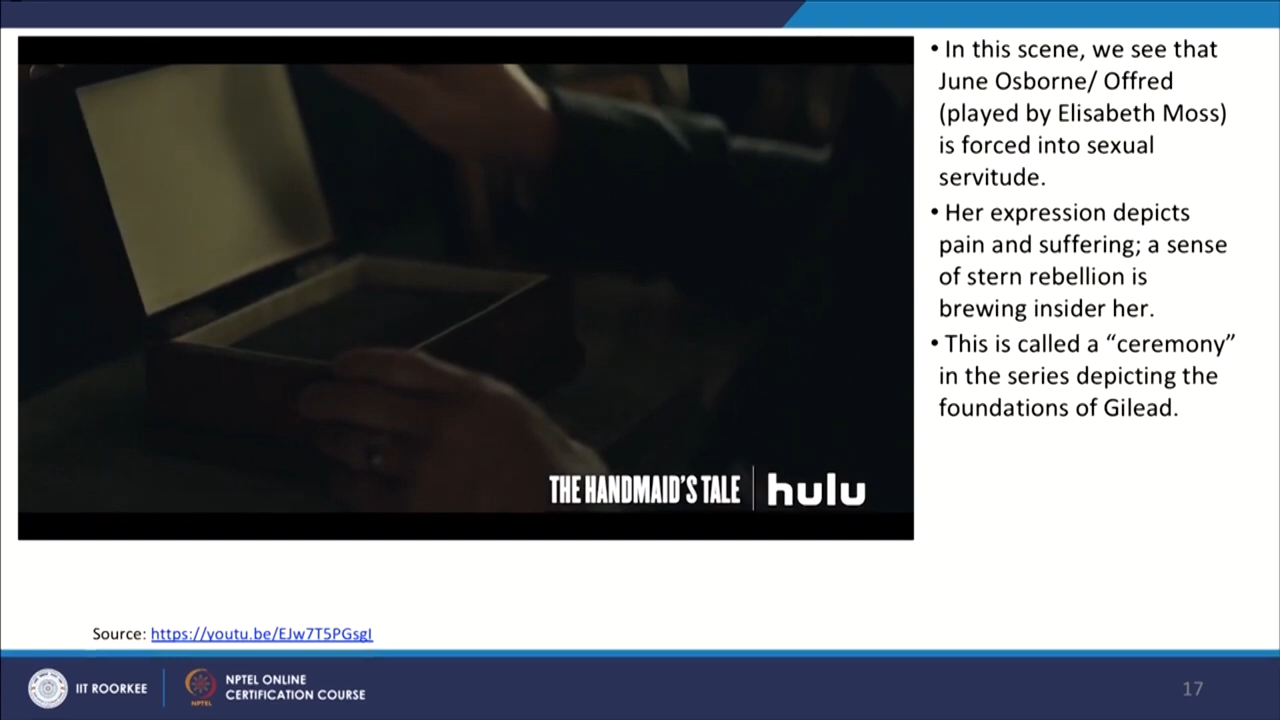 • In this scene, we see that
June Osborne/ Offred
(played by Elisabeth Moss)
is forced into sexual
servitude.
• Her expression depicts
pain and suffering; a sense
of stern rebellion is
brewing insider her.
• This is called a “ceremony”
in the series depicting the
foundations of Gilead.
THE HANDMAID'S TALE | hulu
Source: https://youtu.be/EJw7T5PGsgI
IIT ROORKEE
NPTEL
NPTEL ONLINE
CERTIFICATION COURSE
17